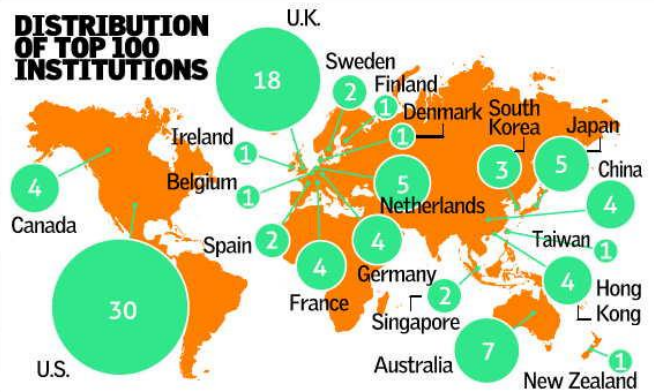 DISTRIBUTION
OF TOP 100
INSTITUTIONS
U.K.
18
Sweden
2
Finland
1
Denmark
1
South
Korea
3
Japan
5
China
4
Ireland
1
Belgium
1
5
Netherlands
4
Canada
Spain
2
4
France
4
Germany
Taiwan
1
4
Hong
Kong
2
Singapore
30
U.S.
7
Australia
1
New Zealand